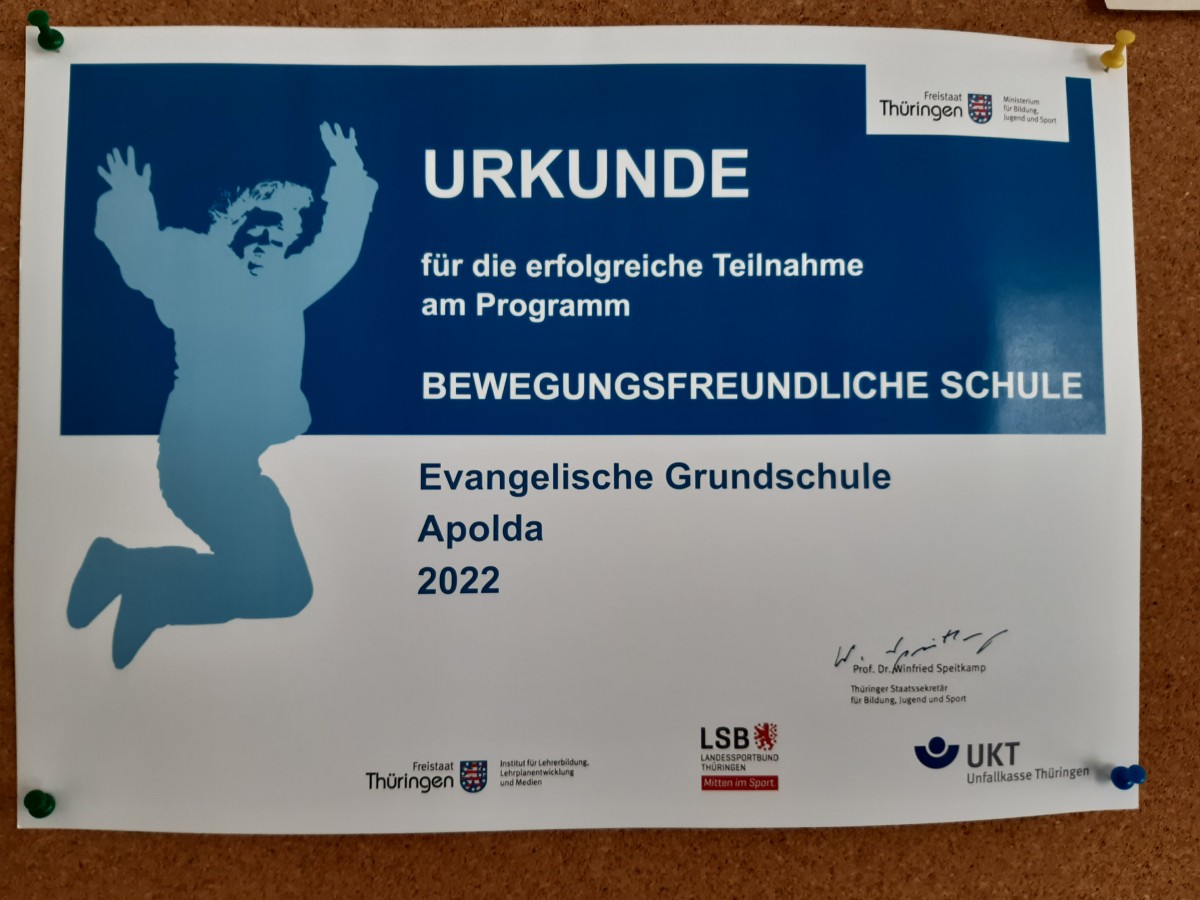 Freistaat
Thüringen
Ministerium
für Bildung,
Jugend und Sport
URKUNDE
für die erfolgreiche Teilnahme
am Programm
BEWEGUNGSFREUNDLICHE SCHULE
Evangelische Grundschule
Apolda
2022
W. Speitkamp
Prof. Dr. Winfried Speitkamp
Thüringer Staatssekretär
für Bildung, Jugend und Sport
Freistaat
Thüringen
Institut für Lehrerbildung,
Lehrplanentwicklung
und Medien
LSB
LANDESSPORTBUND
THÜRINGEN
Mitten im Sport
UKT
Unfallkasse Thüringen